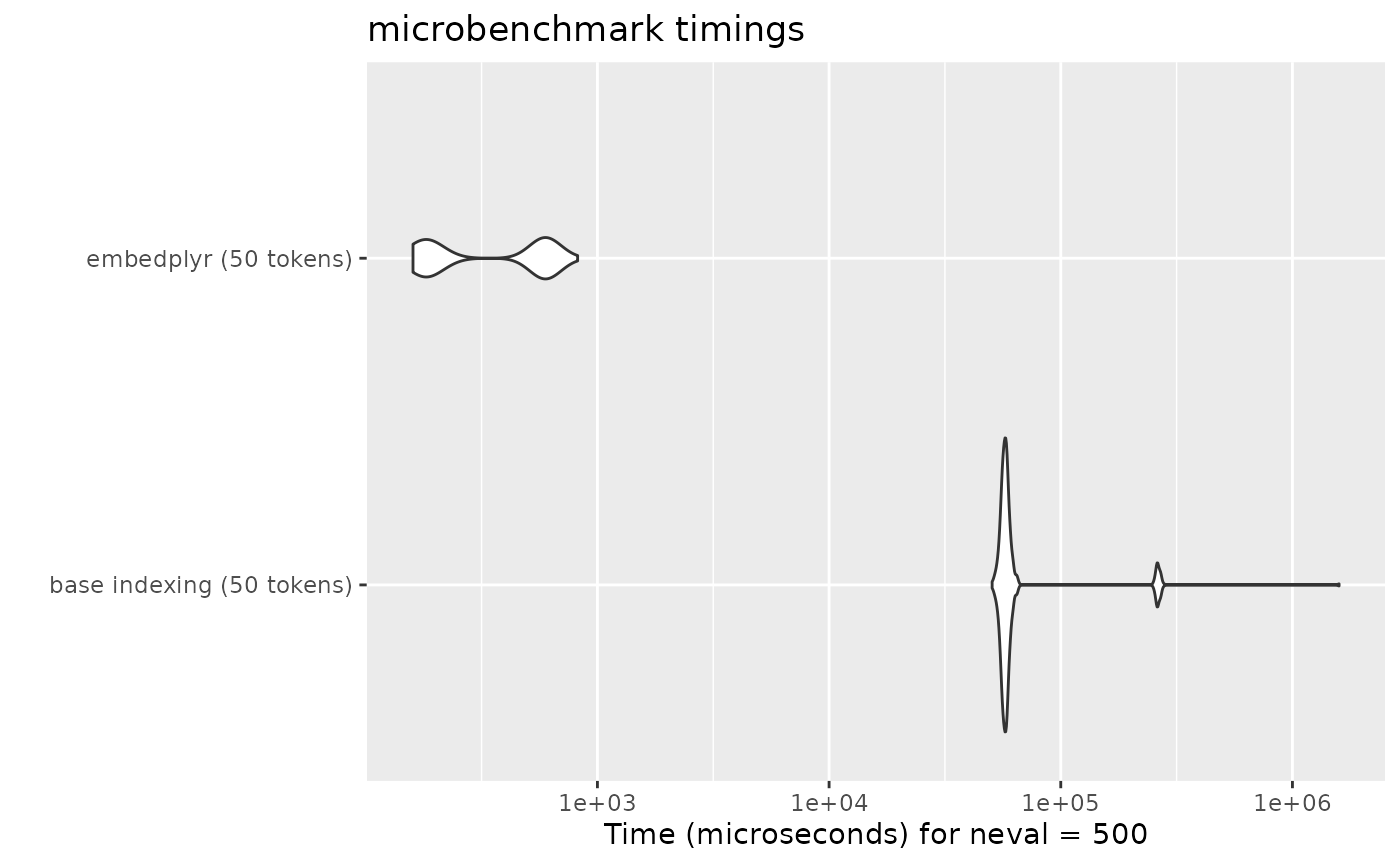 microbenchmark timings
embedplyr (50 tokens)
base indexing (50 tokens)
1e+03 1e+04 1e+05 1e+06
Time (microseconds) for neval = 500